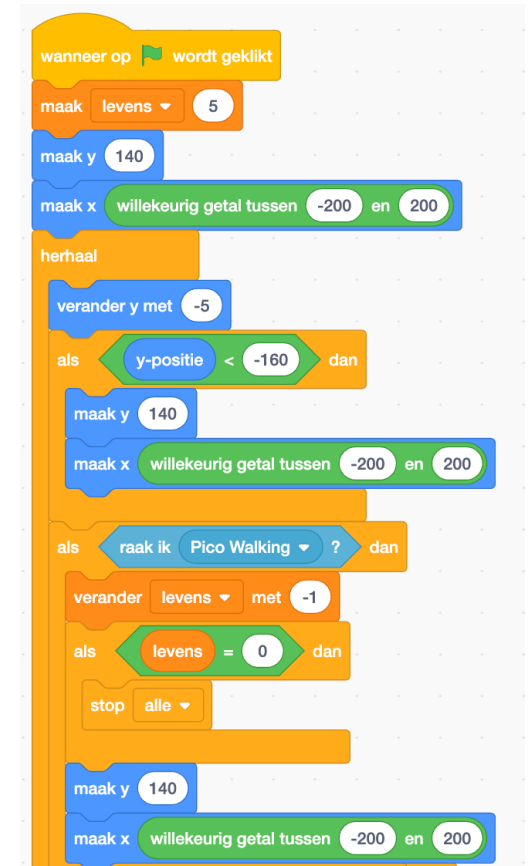 wanneer op wordt geklikt
maak levens 5
maak y 140
maak x willekeurig getal tussen -200 en 200
herhaal
verander y met -5
als y-positie < -160 dan
maak y 140
maak x willekeurig getal tussen -200 en 200
als raak ik Pico Walking ? dan
verander levens met -1
als levens = 0 dan
stop alle
maak y 140
maak x willekeurig getal tussen -200 en 200